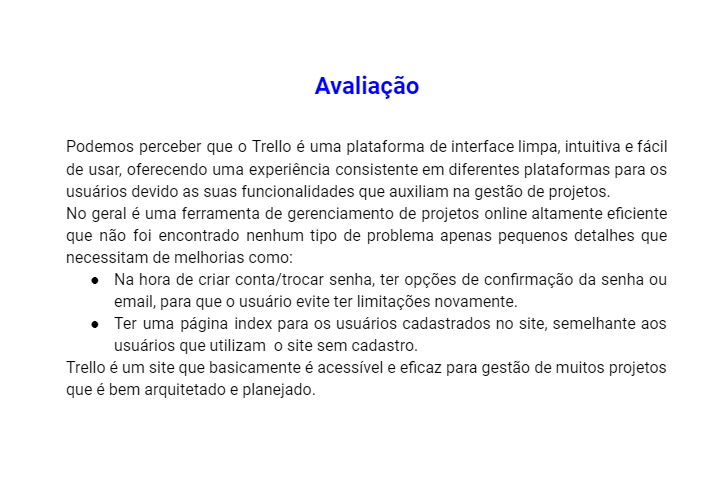 Avaliação
Podemos perceber que o Trello é uma plataforma de interface limpa, intuitiva e fácil
de usar, oferecendo uma experiência consistente em diferentes plataformas para os
usuários devido as suas funcionalidades que auxiliam na gestão de projetos.
No geral é uma ferramenta de gerenciamento de projetos online altamente eficiente
que não foi encontrado nenhum tipo de problema apenas pequenos detalhes que
necessitam de melhorias como:
● Na hora de criar conta/trocar senha, ter opções de confirmação da senha ou
email, para que o usuário evite ter limitações novamente.
● Ter uma página index para os usuários cadastrados no site, semelhante aos
usuários que utilizam  o site sem cadastro.
Trello é um site que basicamente é acessível e eficaz para gestão de muitos projetos
que é bem arquitetado e planejado.